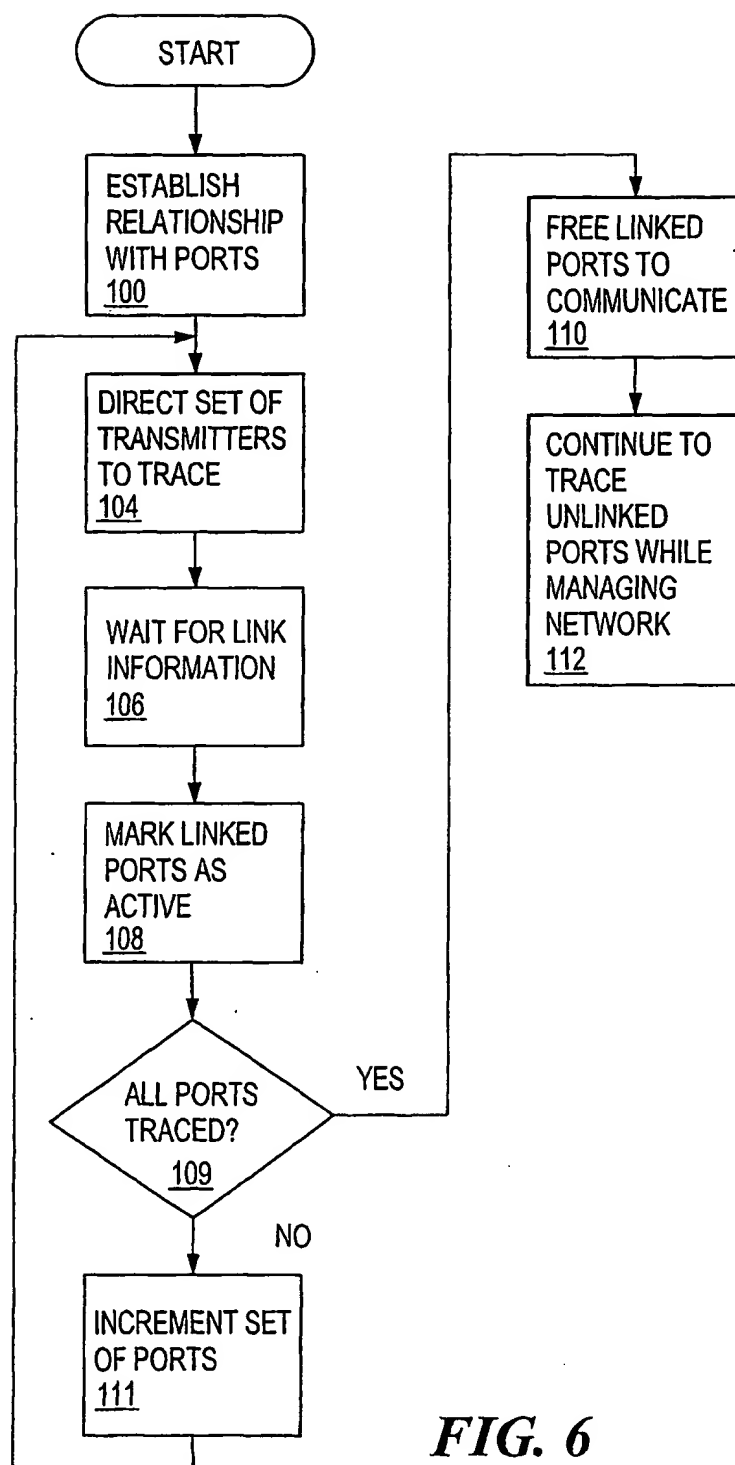 START
ESTABLISH
RELATIONSHIP
WITH PORTS
100
DIRECT SET OF
TRANSMITTERS
TO TRACE
104
WAIT FOR LINK
INFORMATION
106
MARK LINKED
PORTS AS
ACTIVE
108
ALL PORTS
TRACED?
109
YES
NO
INCREMENT SET
OF PORTS
111
FREE LINKED
PORTS TO
COMMUNICATE
110
CONTINUE TO
TRACE
UNLINKED
PORTS WHILE
MANAGING
NETWORK
112
FIG. 6